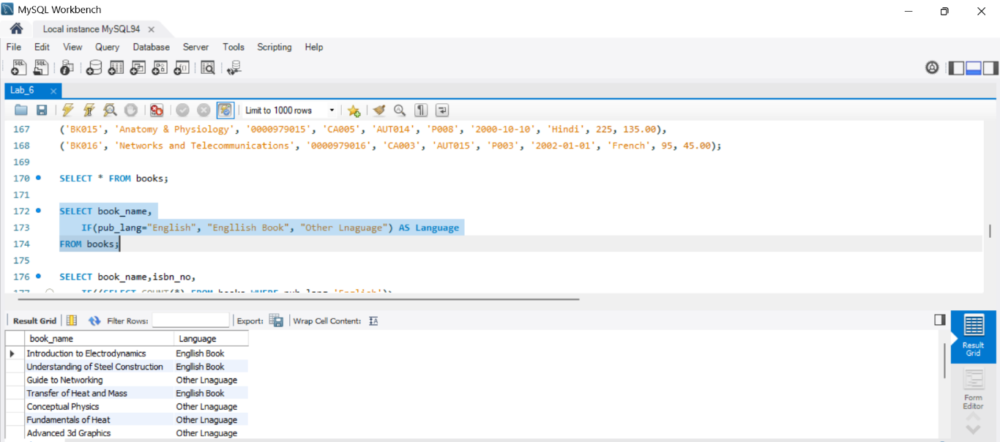 MySQL Workbench
Local instance MySQL94
File Edit View Query Database Server Tools Scripting Help
Lab_6
Limit to 1000 rows
167 ('BK015', 'Anatomy & Physiology', '0000979015', 'CA005', 'AUT014', 'P008', '2000-10-10', 'Hindi', 225, 135.00),
168 ('BK016', 'Networks and Telecommunications', '0000979016', 'CA003', 'AUT015', 'P003', '2002-01-01', 'French', 95, 45.00);
169
170 SELECT * FROM books;
171
172 SELECT book_name,
173 IF(pub_lang="English", "Engllish Book", "Other Lnaguage") AS Language
174 FROM books;
175
176 SELECT book_name,isbn_no,
Result Grid Filter Rows: Export: Wrap Cell Content:
book_name Language
Introduction to Electrodynamics Engllish Book
Understanding of Steel Construction Engllish Book
Guide to Networking Other Lnaguage
Transfer of Heat and Mass Engllish Book
Conceptual Physics Other Lnaguage
Fundamentals of Heat Other Lnaguage
Advanced 3d Graphics Other Lnaguage
Result
Grid
Form
Editor